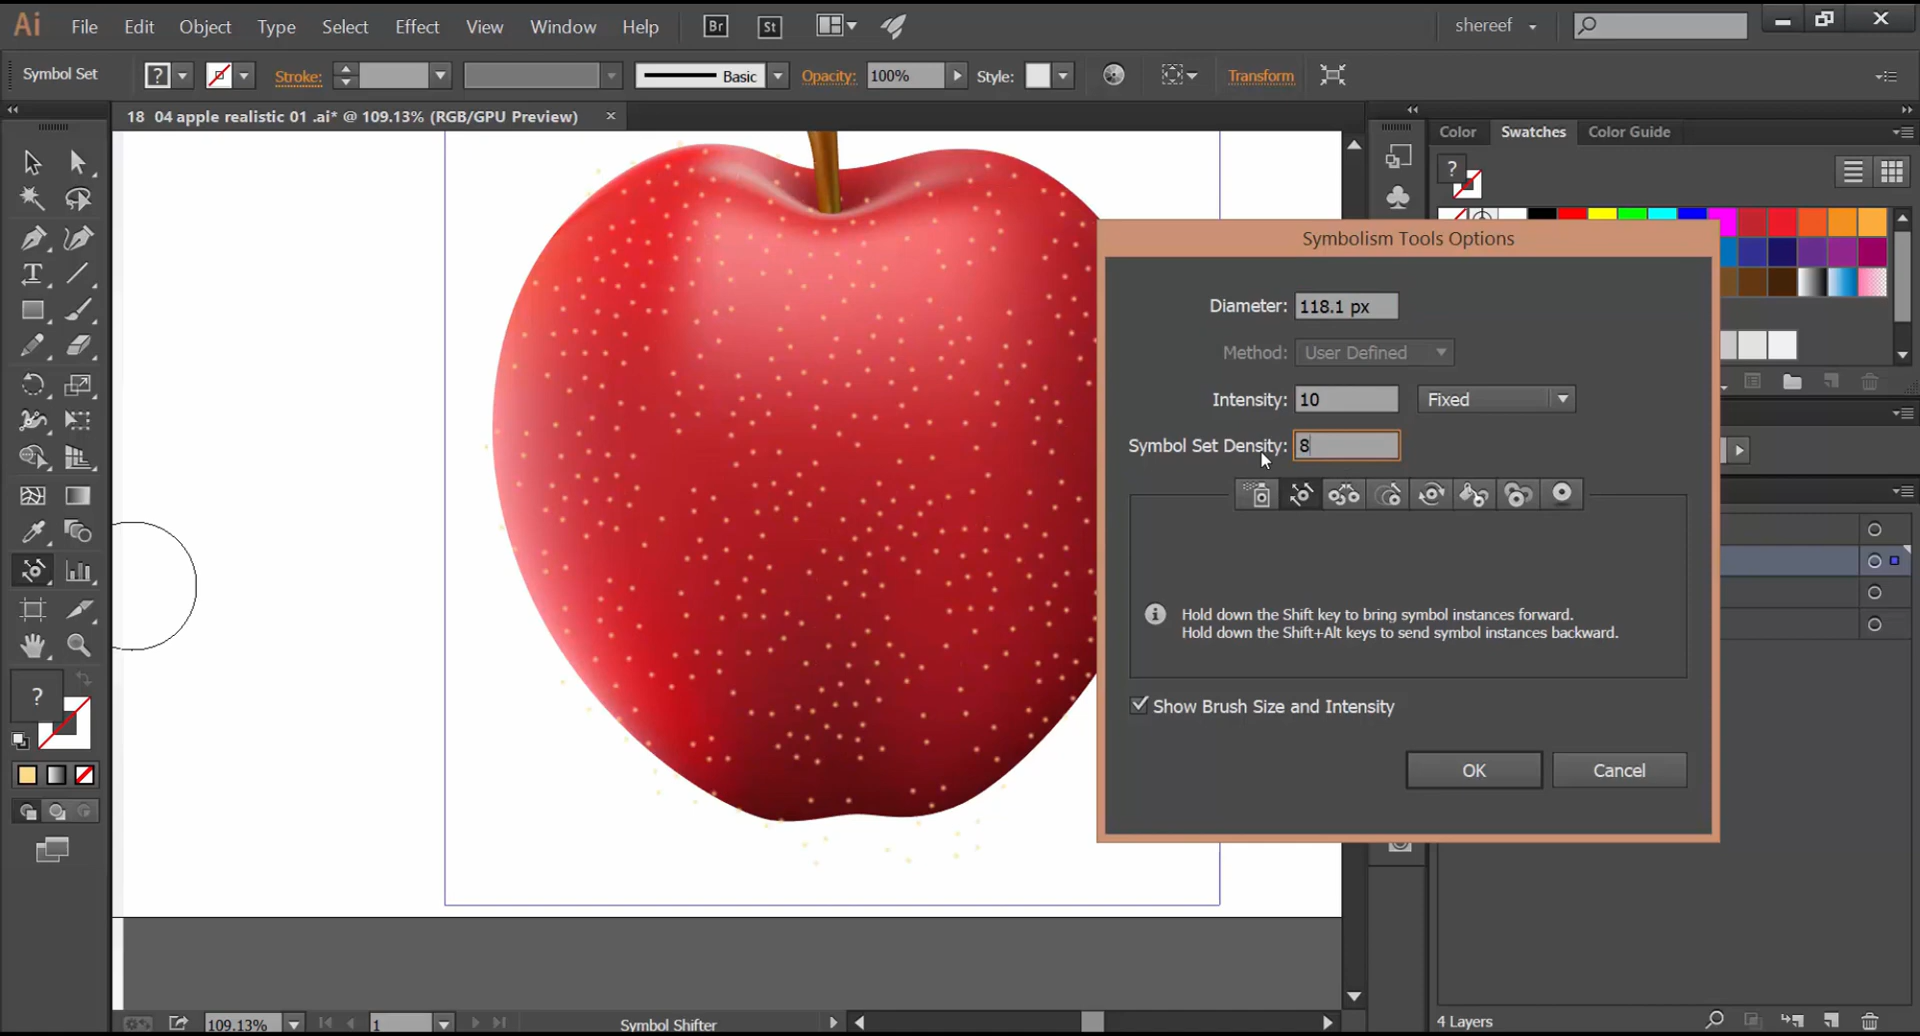 Ai File Edit Object Type Select Effect View Window Help Br St shereef
Symbol Set ? Stroke: Basic Opacity: 100% Style: Transform
18 04 apple realistic 01 .ai* @ 109.13% (RGB/GPU Preview) ×
Color Swatches Color Guide
?
Symbolism Tools Options
Diameter: 118.1 px
Method: User Defined
Intensity: 10 Fixed
Symbol Set Density: 8
Hold down the Shift key to bring symbol instances forward.
Hold down the Shift+Alt keys to send symbol instances backward.
?
Show Brush Size and Intensity
OK Cancel
109.13% 1 Symbol Shifter 4 Layers